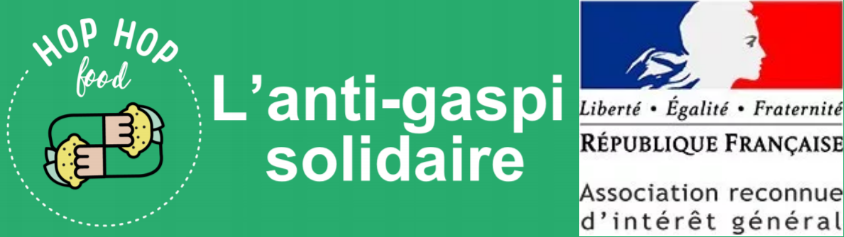 HOP HOP
food
L'anti-gaspi
solidaire
Liberté • Égalité • Fraternité
RÉPUBLIQUE FRANÇAISE
Association reconnue
d'intérêt général